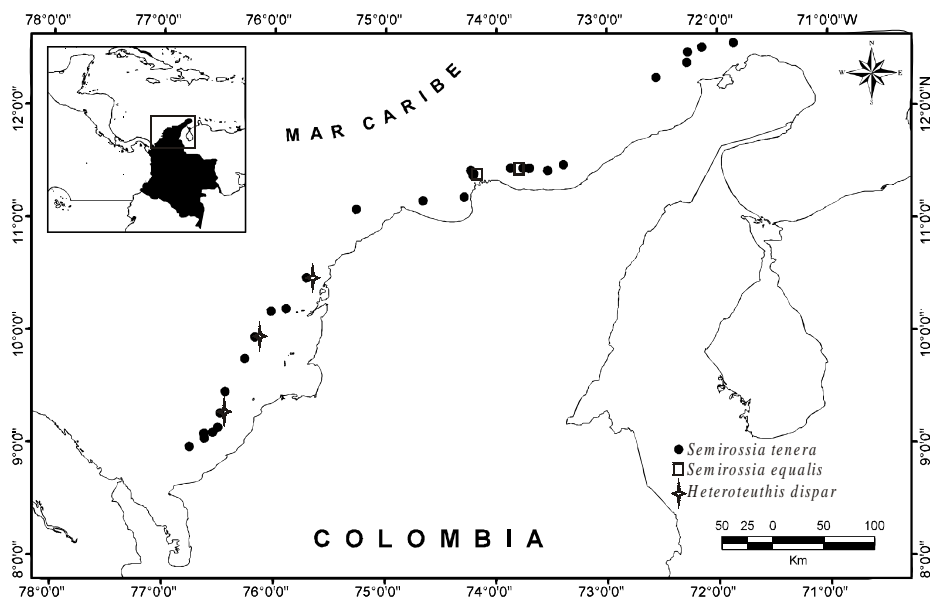 78°0'0" 77°0'0" 76°0'0" 75°0'0" 74°0'0" 73°0'0" 72°0'0" 71°0'0"W
12°0'0"N
11°0'0"
10°0'0"
9°0'0"
8°0'0"
MAR CARIBE
N
W E
S
12°0'0"
11°0'0"
10°0'0"
9°0'0"
8°0'0"
Semirossia tenera
Semirossia equalis
Heteroteuthis dispar
COLOMBIA
50 25 0 50 100
Km
78°0'0" 77°0'0" 76°0'0" 75°0'0" 74°0'0" 73°0'0" 72°0'0" 71°0'0"